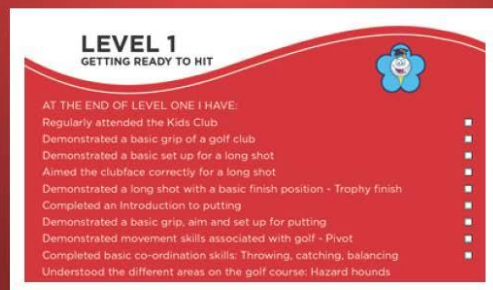 LEVEL 1
GETTING READY TO HIT
AT THE END OF LEVEL ONE I HAVE:
Regularly attended the Kids Club
Demonstrated a basic grip of a golf club
Demonstrated a basic set up for a long shot
Aimed the clubface correctly for a long shot
Demonstrated a long shot with a basic finish position - Trophy finish
Completed an Introduction to putting
Demonstrated a basic grip, aim and set up for putting
Demonstrated movement skills associated with golf - Pivot
Completed basic co-ordination skills: Throwing, catching, balancing
Understood the different areas on the golf course: Hazard hounds